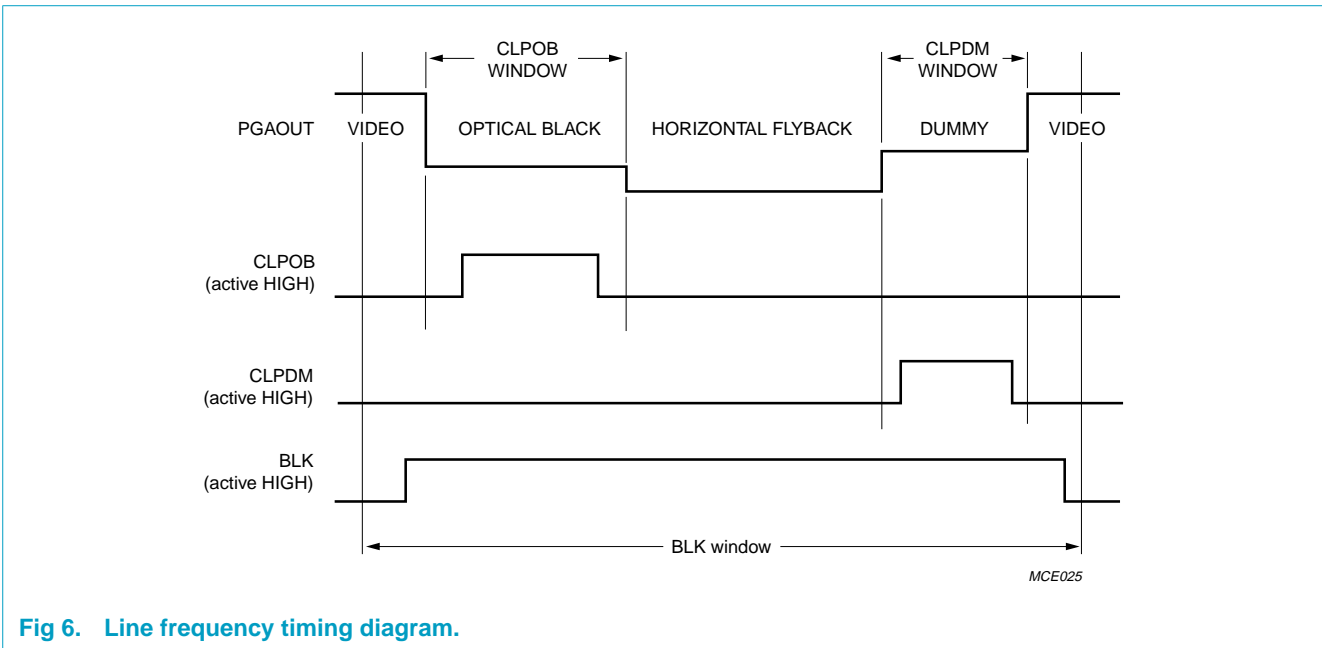 CLPOB
WINDOW
CLPDM
WINDOW
PGAOUT
VIDEO
OPTICAL BLACK
HORIZONTAL FLYBACK
DUMMY
VIDEO
CLPOB
(active HIGH)
CLPDM
(active HIGH)
BLK
(active HIGH)
BLK window
MCE025
Fig 6. Line frequency timing diagram.